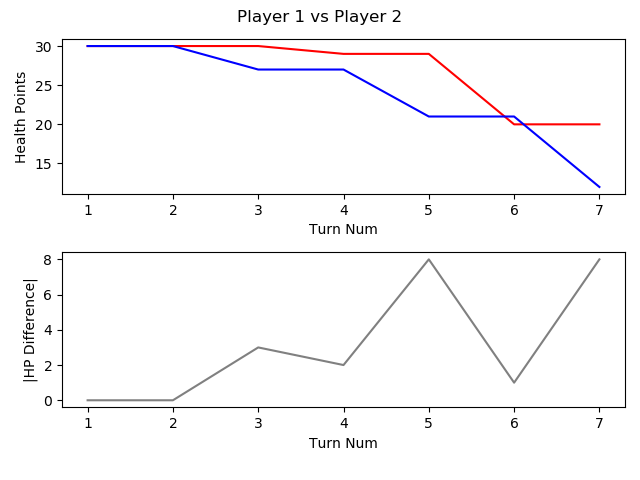 Player 1 vs Player 2
30
25
20
15
Health Points
1 2 3 4 5 6 7
Turn Num
8
6
4
2
0
|HP Difference|
1 2 3 4 5 6 7
Turn Num